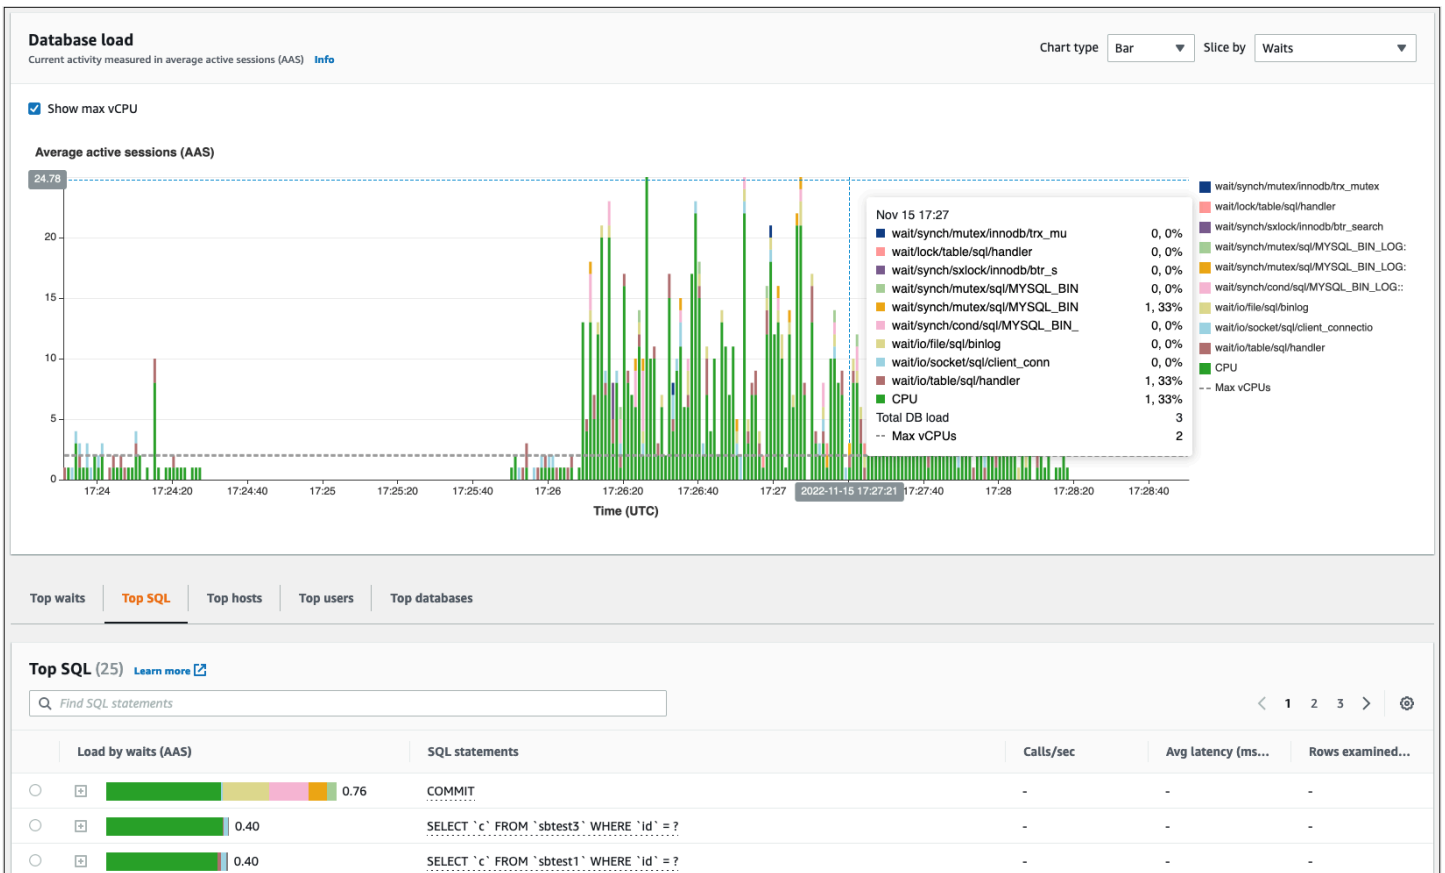 Database load
Current activity measured in average active sessions (AAS) Info
Chart type Bar Slice by Waits
Show max vCPU
Average active sessions (AAS)
24.78
20
15
10
5
0
17:24 17:24:20 17:24:40 17:25 17:25:20 17:25:40 17:26 17:26:20 17:26:40 17:27 2022-11-15 17:27:21 17:27:40 17:28 17:28:20 17:28:40
Time (UTC)
Nov 15 17:27
wait/synch/mutex/innodb/trx_mu 0, 0%
wait/lock/table/sql/handler 0, 0%
wait/synch/sxlock/innodb/btr_s 0, 0%
wait/synch/mutex/sql/MYSQL_BIN 0, 0%
wait/synch/mutex/sql/MYSQL_BIN 1, 33%
wait/synch/cond/sql/MYSQL_BIN_ 0, 0%
wait/io/file/sql/binlog 0, 0%
wait/io/socket/sql/client_conn 0, 0%
wait/io/table/sql/handler 1, 33%
CPU 1, 33%
Total DB load 3
-- Max vCPUs 2
wait/synch/mutex/innodb/trx_mutex
wait/lock/table/sql/handler
wait/synch/sxlock/innodb/btr_search
wait/synch/mutex/sql/MYSQL_BIN_LOG:
wait/synch/mutex/sql/MYSQL_BIN_LOG:
wait/synch/cond/sql/MYSQL_BIN_LOG::
wait/io/file/sql/binlog
wait/io/socket/sql/client_connectio
wait/io/table/sql/handler
CPU
-- Max vCPUs
Top waits Top SQL Top hosts Top users Top databases
Top SQL (25) Learn more
Find SQL statements
1 2 3
Load by waits (AAS) SQL statements Calls/sec Avg latency (ms... Rows examined...
0.76 COMMIT - - -
0.40 SELECT `c` FROM `sbtest3` WHERE `id` = ? - - -
0.40 SELECT `c` FROM `sbtest1` WHERE `id` = ? - - -